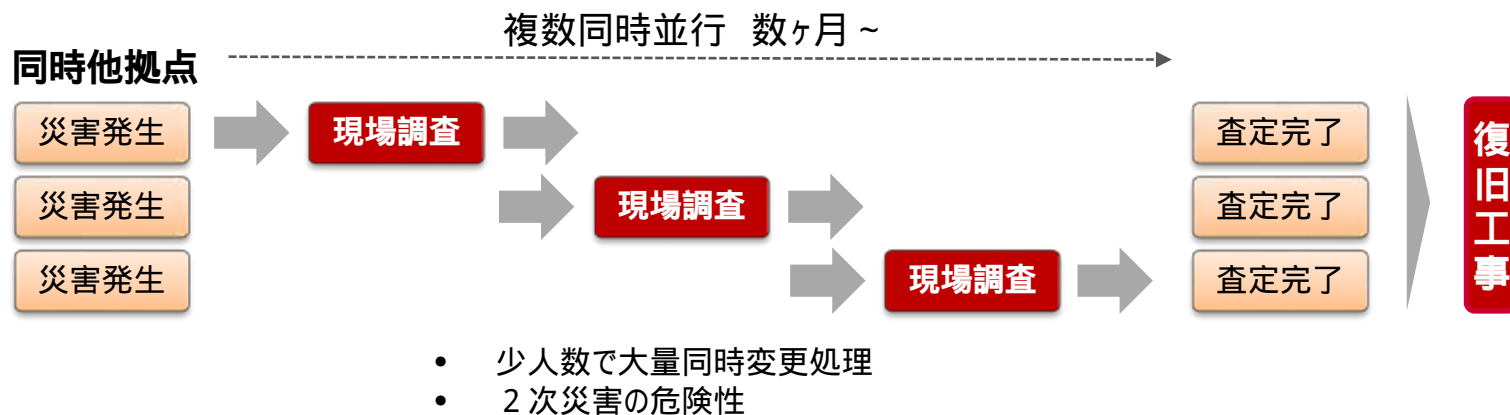 複数同時並行 数ヶ月~
同時他拠点
災害発生 現場調査 査定完了
災害発生 現場調査 査定完了
災害発生 現場調査 査定完了
復旧工事
• 少人数で大量同時変更処理
• 2次災害の危険性